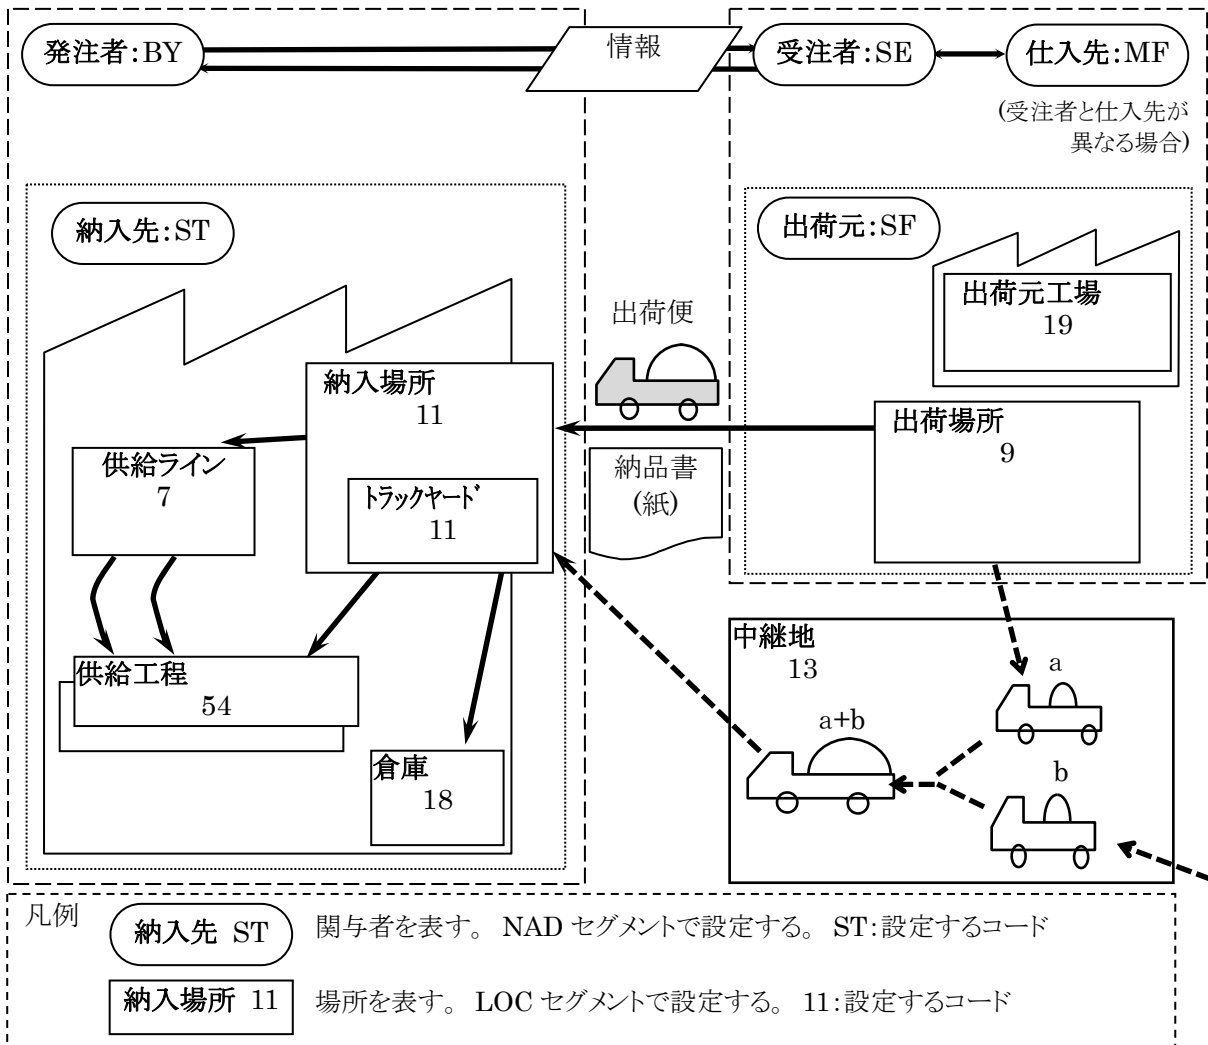 発注者:BY
情報
受注者:SE
仕入先:MF
(受注者と仕入先が
異なる場合)
納入先:ST
出荷元:SF
出荷元工場
19
出荷便
納入場所
11
出荷場所
9
供給ライン
7
納品書
(紙)
トラックヤード
11
中継地
13
a
a+b
b
供給工程
54
倉庫
18
凡例
納入先 ST
関与者を表す。 NAD セグメントで設定する。 ST:設定するコード
納入場所 11
場所を表す。 LOC セグメントで設定する。 11:設定するコード